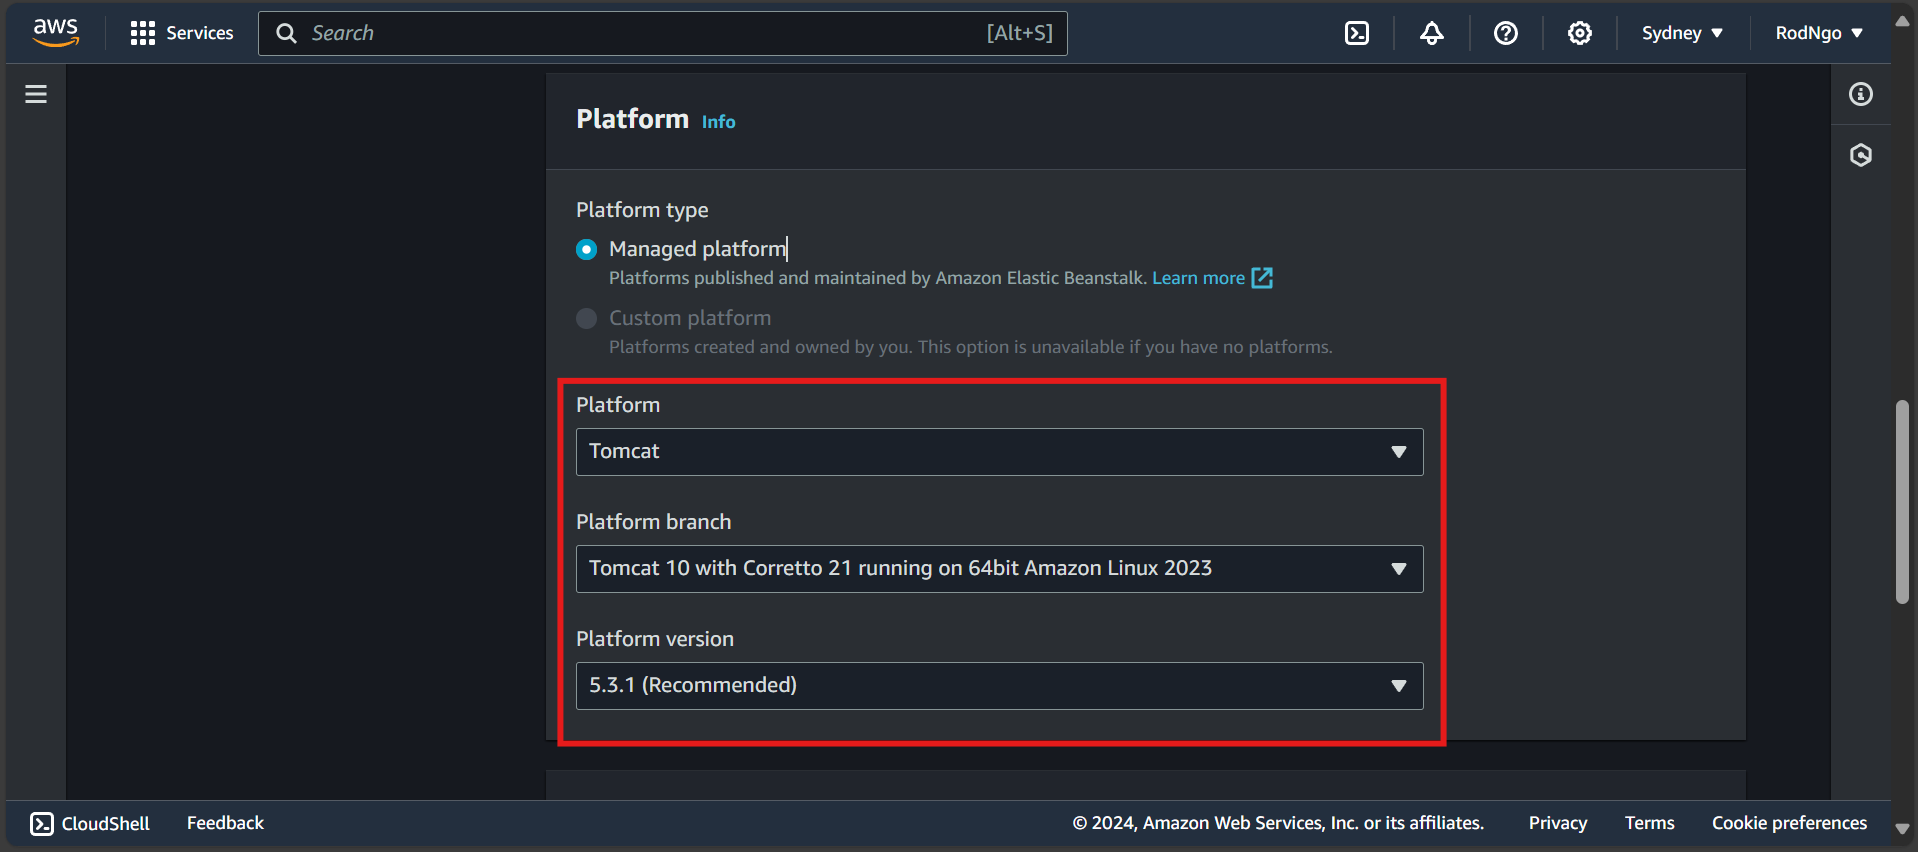 aws Services Search [Alt+S] Sydney RodNgo
Platform Info
Platform type
Managed platform
Platforms published and maintained by Amazon Elastic Beanstalk. Learn more
Custom platform
Platforms created and owned by you. This option is unavailable if you have no platforms.
Platform
Tomcat
Platform branch
Tomcat 10 with Corretto 21 running on 64bit Amazon Linux 2023
Platform version
5.3.1 (Recommended)
CloudShell Feedback © 2024, Amazon Web Services, Inc. or its affiliates. Privacy Terms Cookie preferences